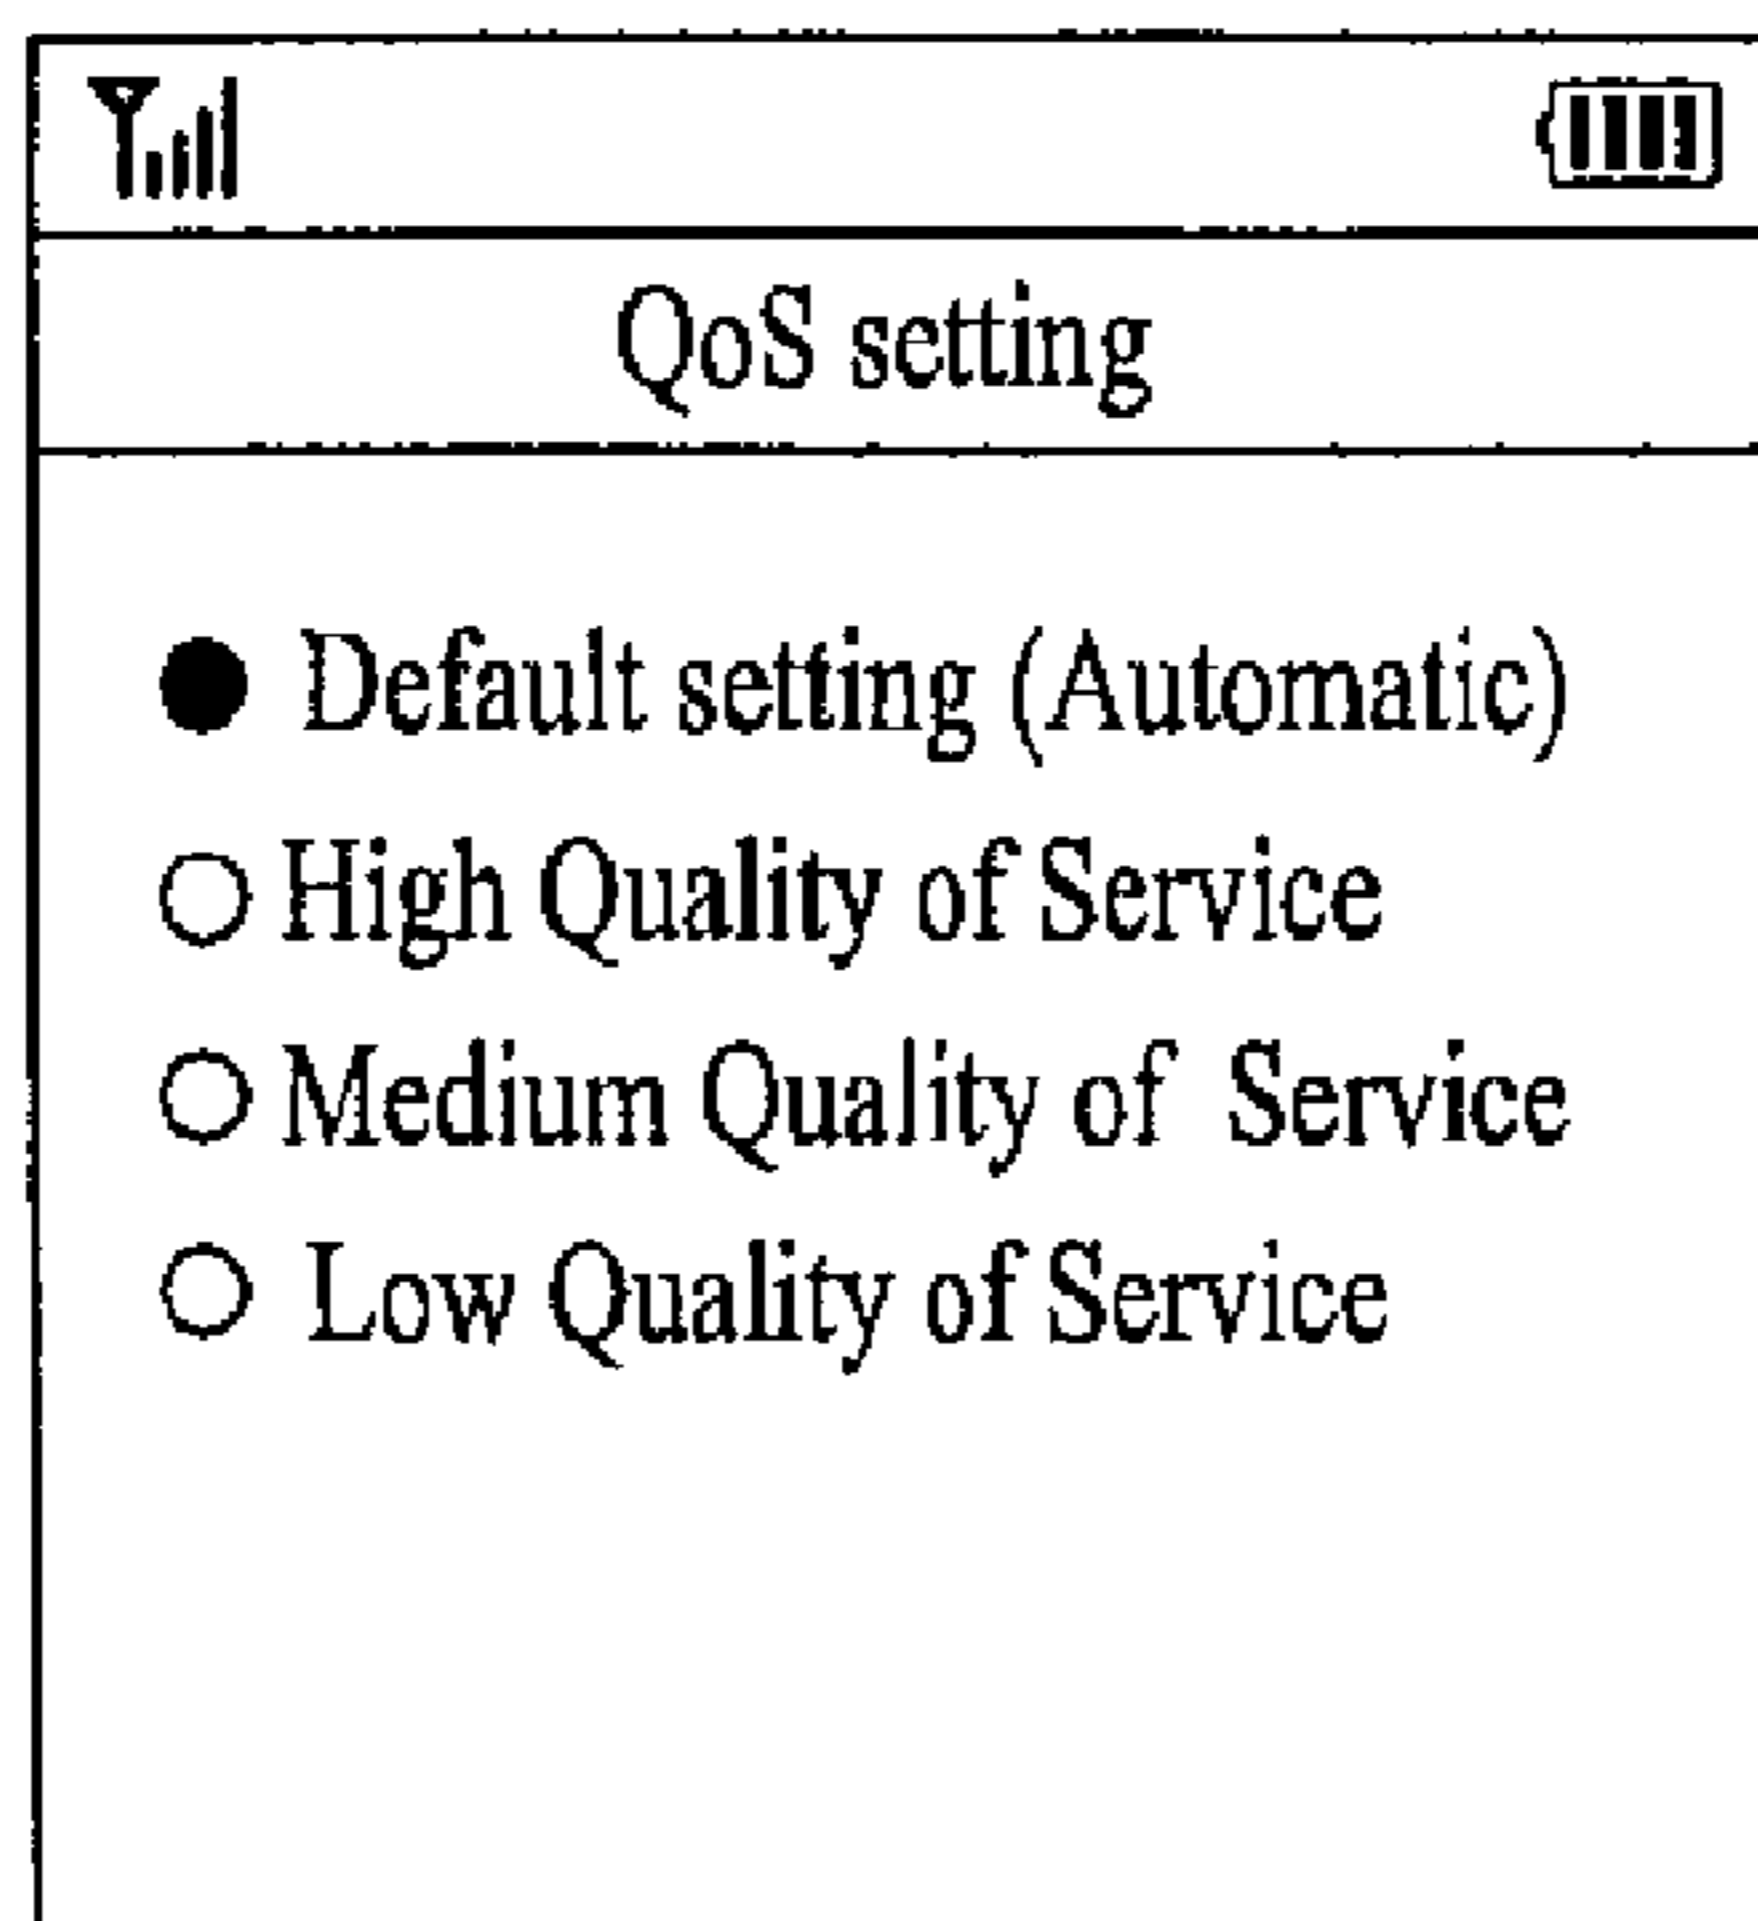 QoS setting
Default setting (Automatic)
High Quality of Service
Medium Quality of Service
Low Quality of Service